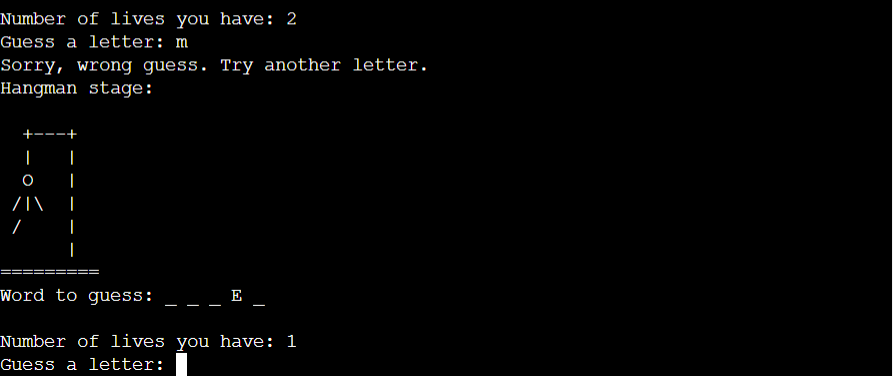 Number of lives you have: 2
Guess a letter: m
Sorry, wrong guess. Try another letter.
Hangman stage:

  +---+
  |   |
  O   |
 /|\  |
 /    |
      |
=========
Word to guess: _ _ _ E _

Number of lives you have: 1
Guess a letter: